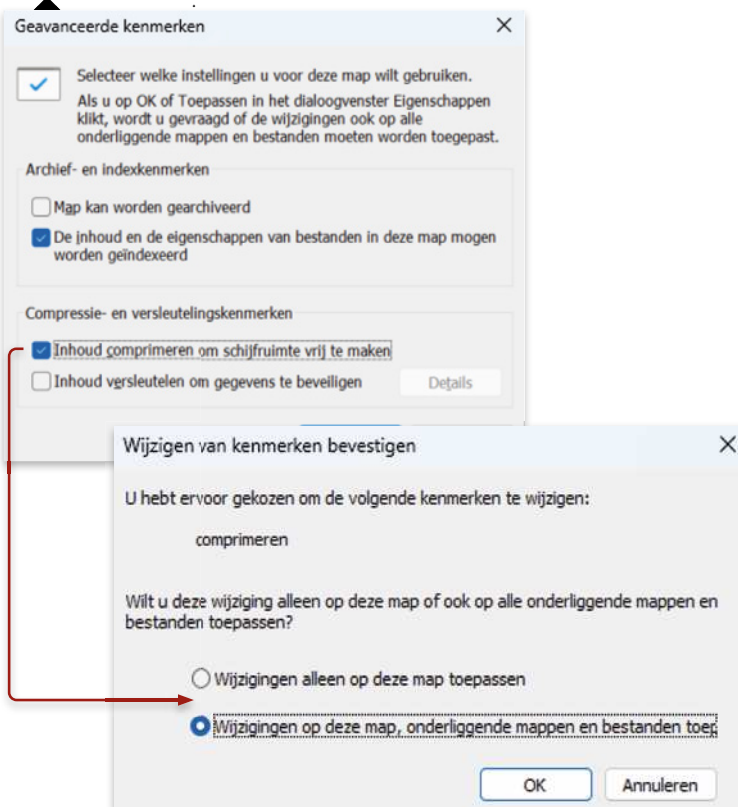 Geavanceerde kenmerken
Selecteer welke instellingen u voor deze map wilt gebruiken.
Als u op OK of Toepassen in het dialoogvenster Eigenschappen
klikt, wordt u gevraagd of de wijzigingen ook op alle
onderliggende mappen en bestanden moeten worden toegepast.
Archief- en indexkenmerken
Map kan worden gearchiveerd
De inhoud en de eigenschappen van bestanden in deze map mogen
worden geïndexeerd
Compressie- en versleutelingskenmerken
Inhoud comprimeren om schijfruimte vrij te maken
Inhoud versleutelen om gegevens te beveiligen
Details
Wijzigen van kenmerken bevestigen
U hebt ervoor gekozen om de volgende kenmerken te wijzigen:
comprimeren
Wilt u deze wijziging alleen op deze map of ook op alle onderliggende mappen en
bestanden toepassen?
Wijzigingen alleen op deze map toepassen
Wijzigingen op deze map, onderliggende mappen en bestanden toep
OK
Annuleren